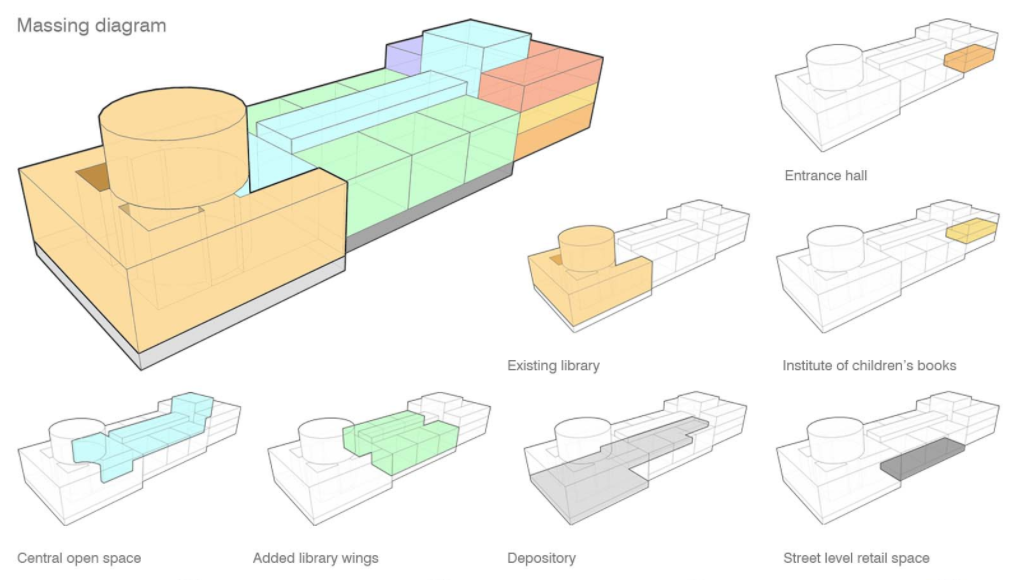 Massing diagram
Entrance hall
Existing library
Institute of children's books
Central open space
Added library wings
Depository
Street level retail space